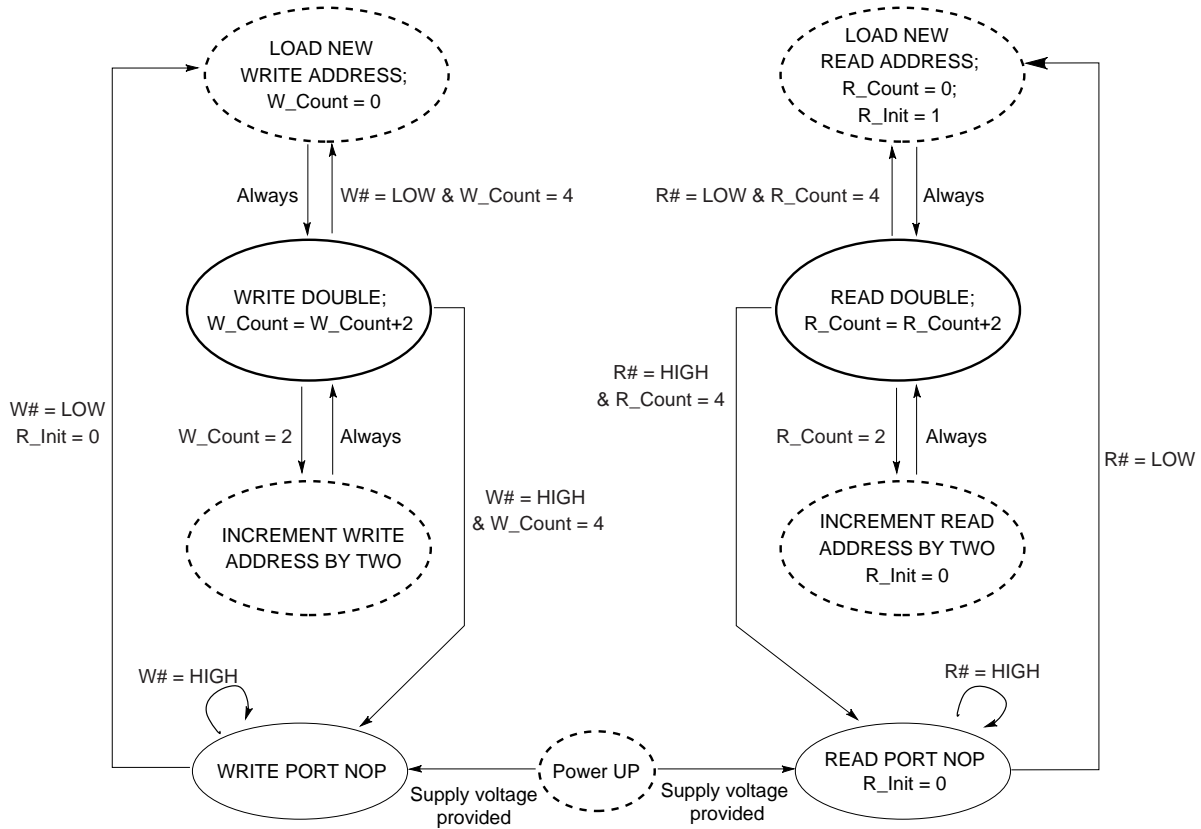 LOAD NEW
WRITE ADDRESS;
W_Count = 0
LOAD NEW
READ ADDRESS;
R_Count = 0;
R_Init = 1
Always
W# = LOW & W_Count = 4
R# = LOW & R_Count = 4
Always
WRITE DOUBLE;
W_Count = W_Count+2
READ DOUBLE;
R_Count = R_Count+2
W# = LOW
R_Init = 0
W_Count = 2
Always
R# = HIGH
& R_Count = 4
R_Count = 2
Always
R# = LOW
W# = HIGH
& W_Count = 4
INCREMENT WRITE
ADDRESS BY TWO
INCREMENT READ
ADDRESS BY TWO
R_Init = 0
W# = HIGH
R# = HIGH
WRITE PORT NOP
Power UP
READ PORT NOP
R_Init = 0
Supply voltage
provided
Supply voltage
provided